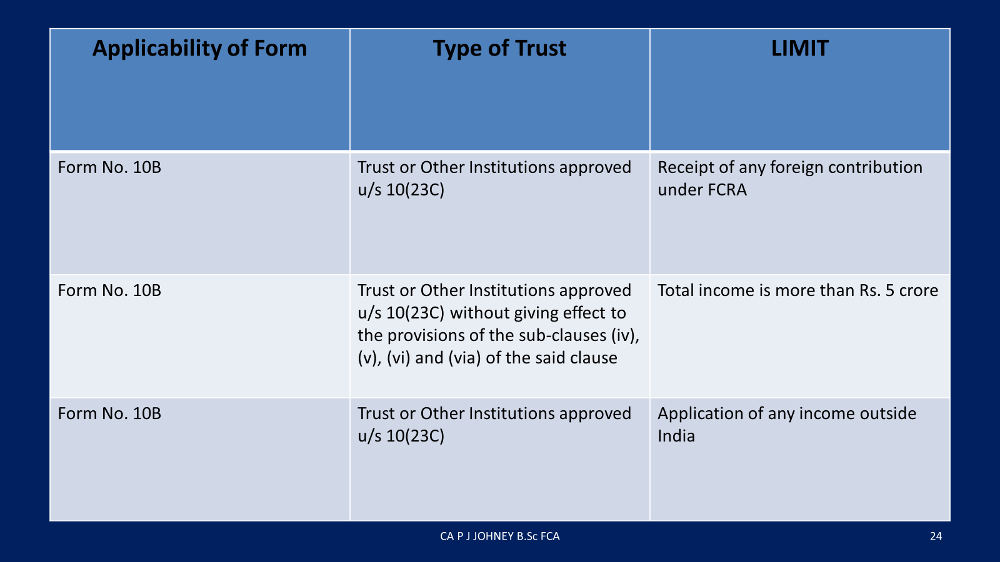 Applicability of Form
Type of Trust
LIMIT
Form No. 10B
Trust or Other Institutions approved
u/s 10(23C)
Receipt of any foreign contribution
under FCRA
Form No. 10B
Trust or Other Institutions approved
u/s 10(23C) without giving effect to
the provisions of the sub-clauses (iv),
(v), (vi) and (via) of the said clause
Total income is more than Rs. 5 crore
Form No. 10B
Trust or Other Institutions approved
u/s 10(23C)
Application of any income outside
India
CA P J JOHNEY B.Sc FCA
24